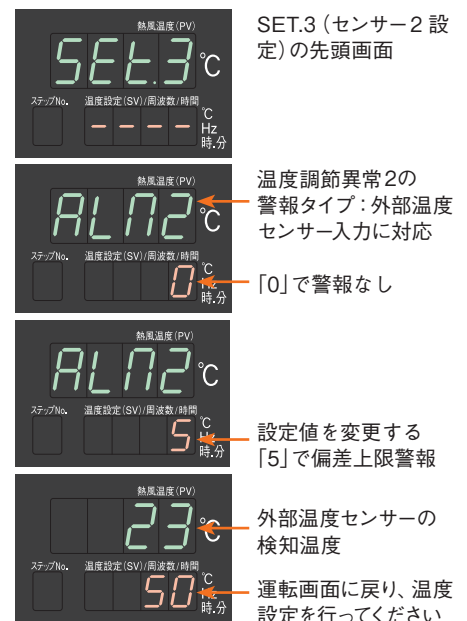 熱風温度(PV)
SEt.3 ℃
ステップNo. 温度設定(SV)/周波数/時間
---- ℃
Hz
時.分
SET.3(センサー2 設
定)の先頭画面
熱風温度(PV)
ALM2 ℃
ステップNo. 温度設定(SV)/周波数/時間
0 ℃
Hz
時.分
温度調節異常2の
警報タイプ:外部温度
センサー入力に対応
「0」で警報なし
熱風温度(PV)
ALM2 ℃
ステップNo. 温度設定(SV)/周波数/時間
5 ℃
Hz
時.分
設定値を変更する
「5」で偏差上限警報
熱風温度(PV)
23 ℃
ステップNo. 温度設定(SV)/周波数/時間
50 ℃
Hz
時.分
外部温度センサーの
検知温度
運転画面に戻り、温度
設定を行ってください